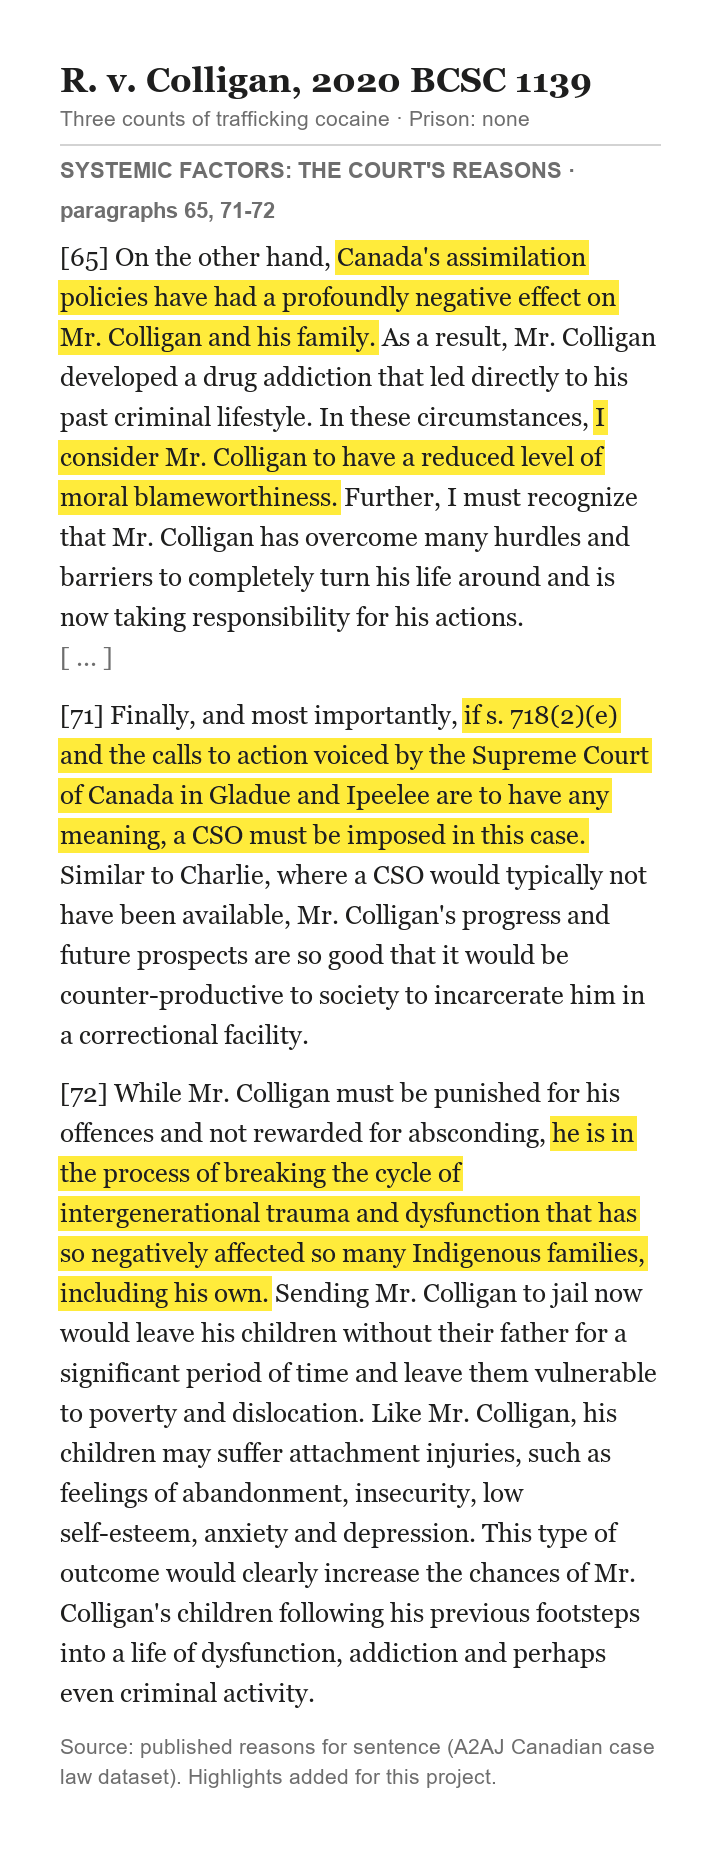 R. v. Colligan, 2020 BCSC 1139
Three counts of trafficking cocaine · Prison: none
SYSTEMIC FACTORS: THE COURT'S REASONS ·
paragraphs 65, 71-72
[65] On the other hand, Canada's assimilation
policies have had a profoundly negative effect on
Mr. Colligan and his family. As a result, Mr. Colligan
developed a drug addiction that led directly to his
past criminal lifestyle. In these circumstances, I
consider Mr. Colligan to have a reduced level of
moral blameworthiness. Further, I must recognize
that Mr. Colligan has overcome many hurdles and
barriers to completely turn his life around and is
now taking responsibility for his actions.
[ ... ]
[71] Finally, and most importantly, if s. 718(2)(e)
and the calls to action voiced by the Supreme Court
of Canada in Gladue and Ipeelee are to have any
meaning, a CSO must be imposed in this case.
Similar to Charlie, where a CSO would typically not
have been available, Mr. Colligan's progress and
future prospects are so good that it would be
counter-productive to society to incarcerate him in
a correctional facility.
[72] While Mr. Colligan must be punished for his
offences and not rewarded for absconding, he is in
the process of breaking the cycle of
intergenerational trauma and dysfunction that has
so negatively affected so many Indigenous families,
including his own. Sending Mr. Colligan to jail now
would leave his children without their father for a
significant period of time and leave them vulnerable
to poverty and dislocation. Like Mr. Colligan, his
children may suffer attachment injuries, such as
feelings of abandonment, insecurity, low
self-esteem, anxiety and depression. This type of
outcome would clearly increase the chances of Mr.
Colligan's children following his previous footsteps
into a life of dysfunction, addiction and perhaps
even criminal activity.
Source: published reasons for sentence (A2AJ Canadian case
law dataset). Highlights added for this project.